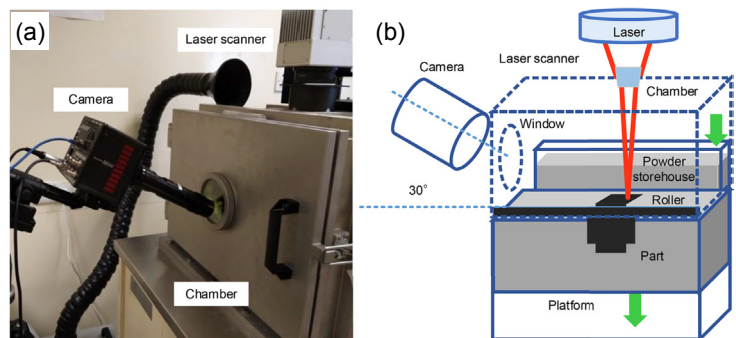 (a)
Laser scanner
Camera
Chamber
(b)
Laser
Laser scanner
Camera
Chamber
Window
Powder
storehouse
30°
Roller
Part
Platform